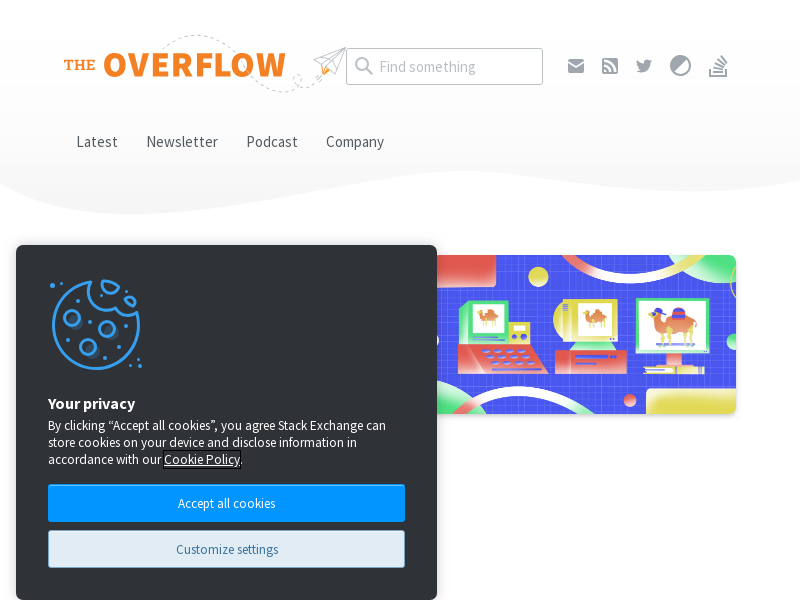 THE OVERFLOW
Find something
Latest
Newsletter
Podcast
Company
Your privacy
By clicking “Accept all cookies”, you agree Stack Exchange can
store cookies on your device and disclose information in
accordance with our Cookie Policy.
Accept all cookies
Customize settings